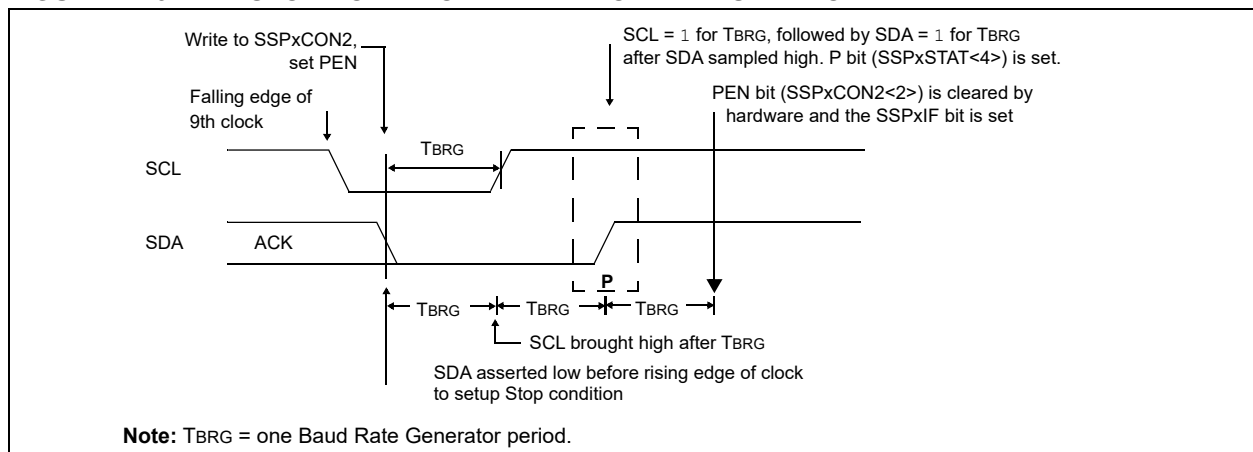 Write to SSPxCON2,
set PEN
SCL = 1 for TBRG, followed by SDA = 1 for TBRG
after SDA sampled high. P bit (SSPxSTAT<4>) is set.
Falling edge of
9th clock
PEN bit (SSPxCON2<2>) is cleared by
hardware and the SSPxIF bit is set
TBRG
SCL
SDA
ACK
P
TBRG
TBRG
TBRG
SCL brought high after TBRG
SDA asserted low before rising edge of clock
to setup Stop condition
Note: TBRG = one Baud Rate Generator period.